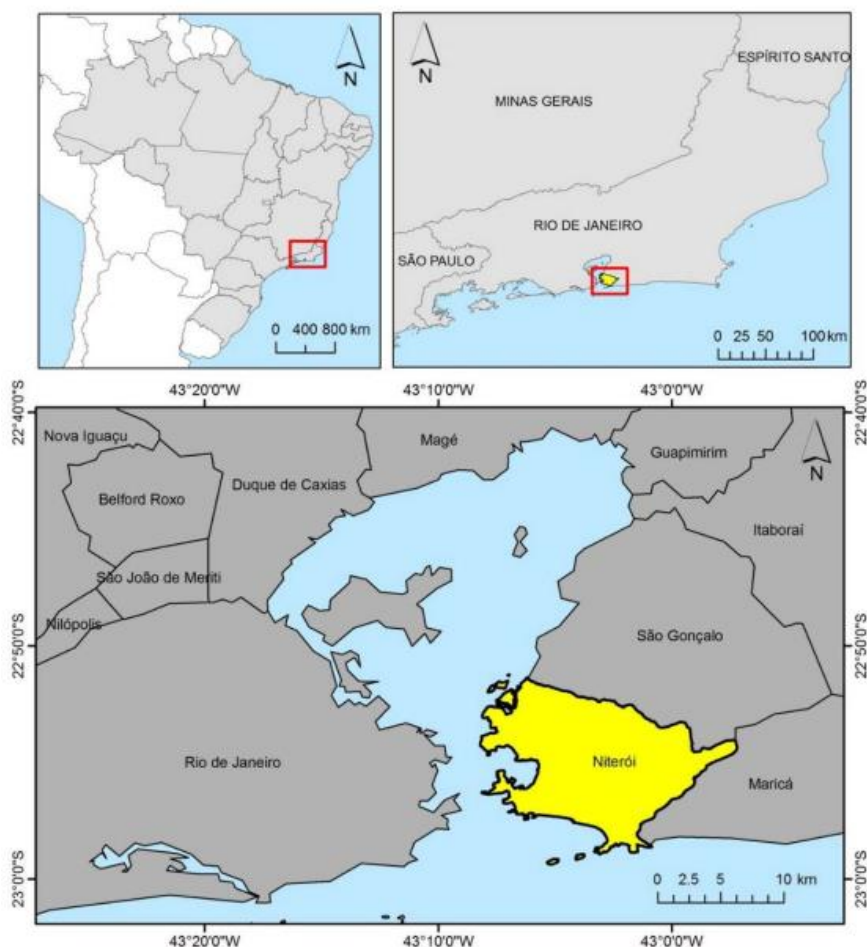 N
0 400 800 km
N
ESPÍRITO SANTO
MINAS GERAIS
RIO DE JANEIRO
SÃO PAULO
0 25 50 100 km
43°20'0"W 43°10'0"W 43°0'0"W
22°40'0"S 22°40'0"S
Nova Iguaçu
Magé
Guapimirim
N
Duque de Caxias
Belford Roxo
Itaboraí
São João de Meriti
Nilópolis
São Gonçalo
22°50'0"S 22°50'0"S
Rio de Janeiro
Niterói
Maricá
23°0'0"S 23°0'0"S
0 2.5 5 10 km
43°20'0"W 43°10'0"W 43°0'0"W